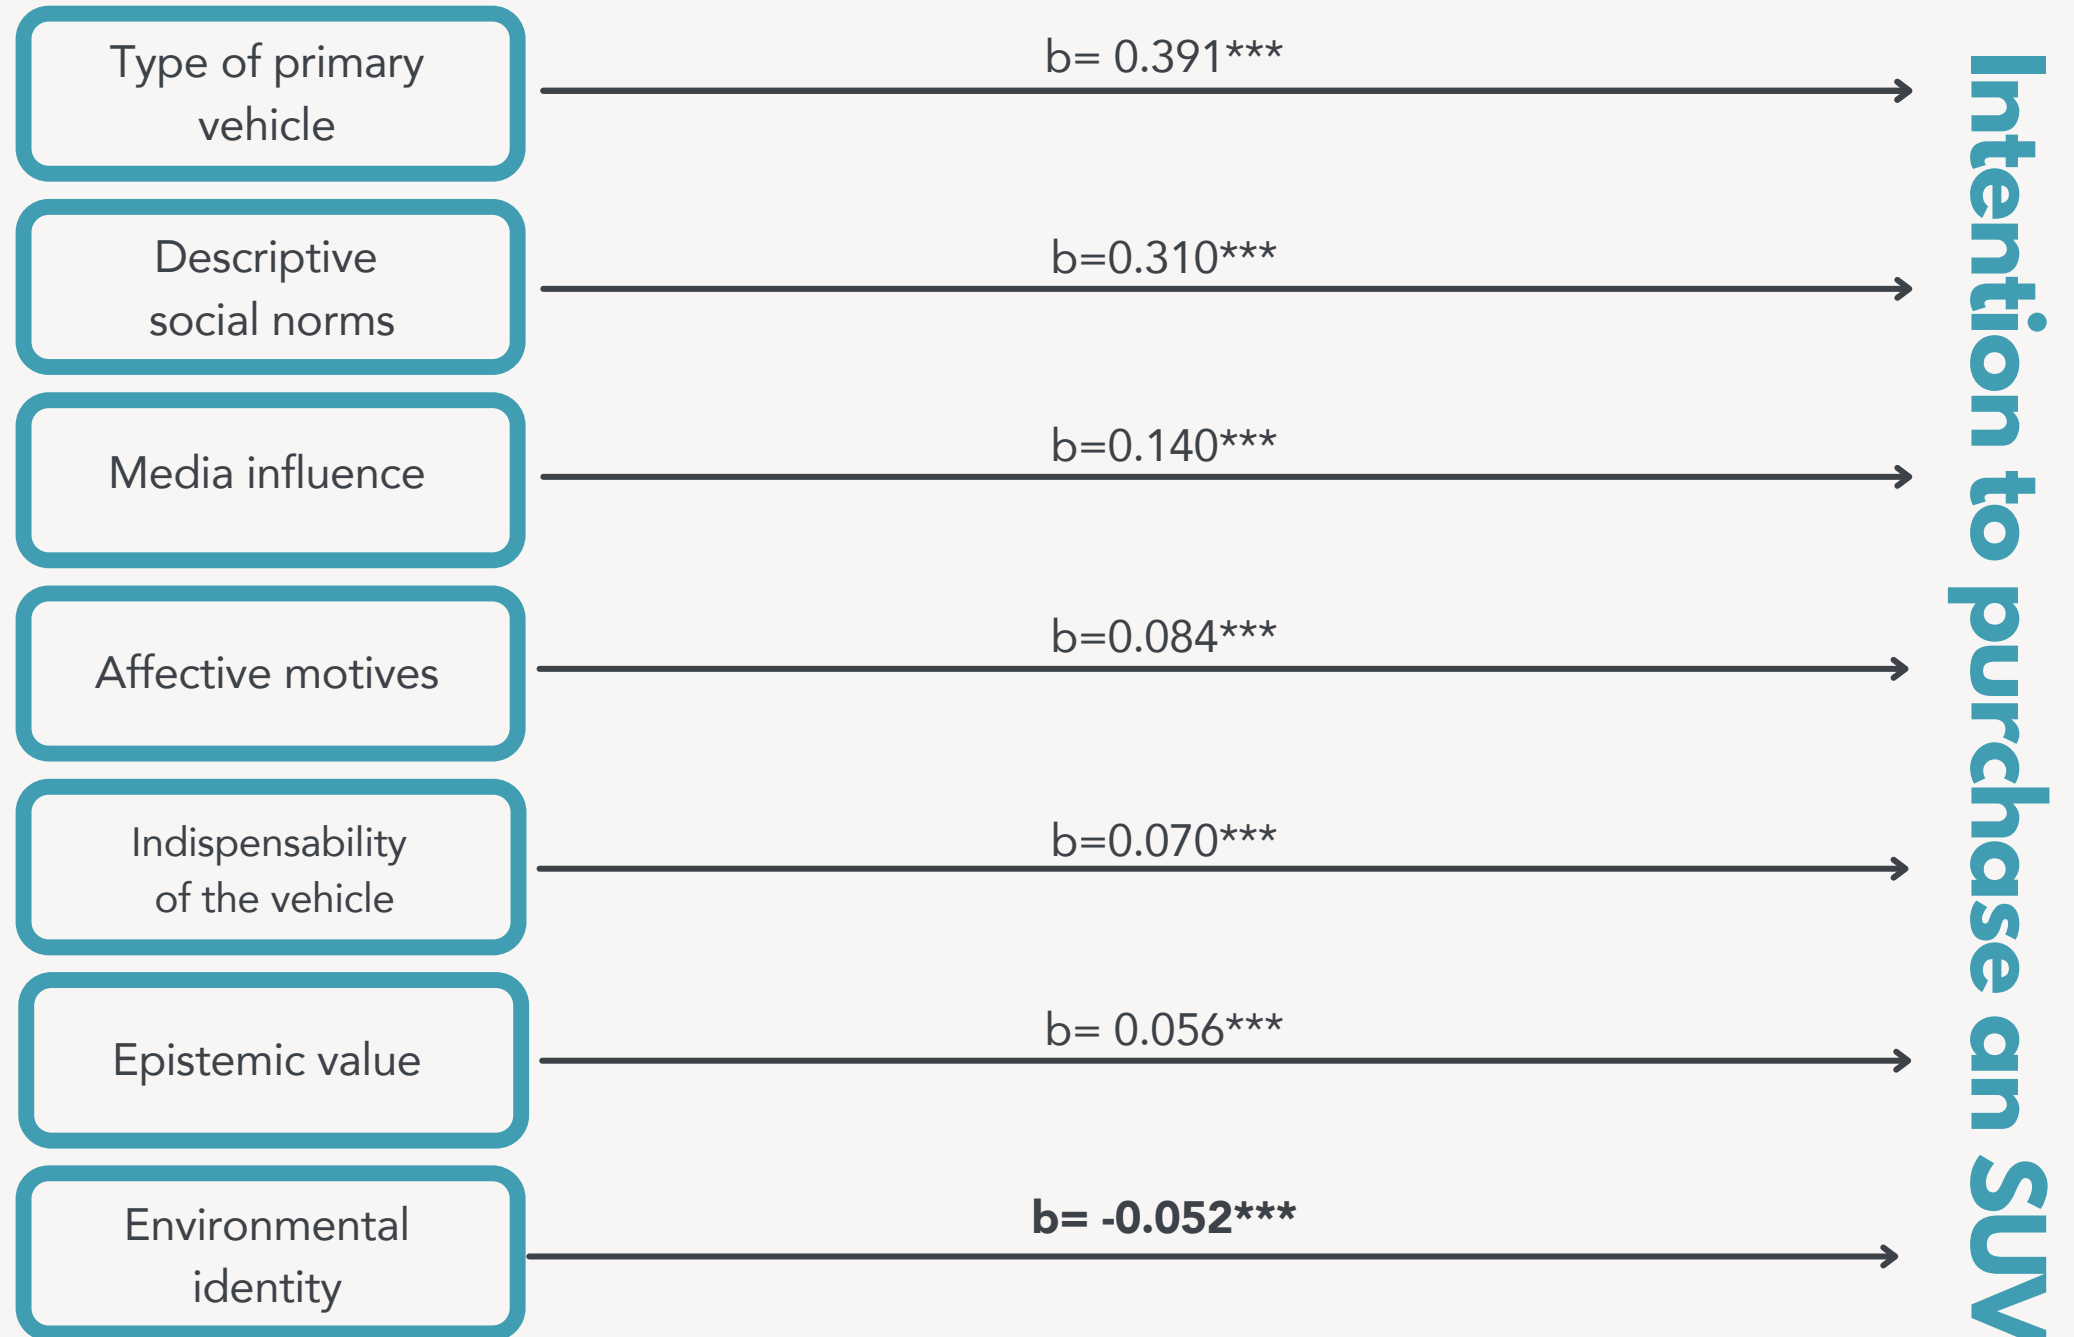 Type of primary
vehicle
b= 0.391***
Descriptive
social norms
b=0.310***
Media influence
b=0.140***
Affective motives
b=0.084***
Indispensability
of the vehicle
b=0.070***
Epistemic value
b= 0.056***
Environmental
identity
b= -0.052***
Intention to purchase an SUV